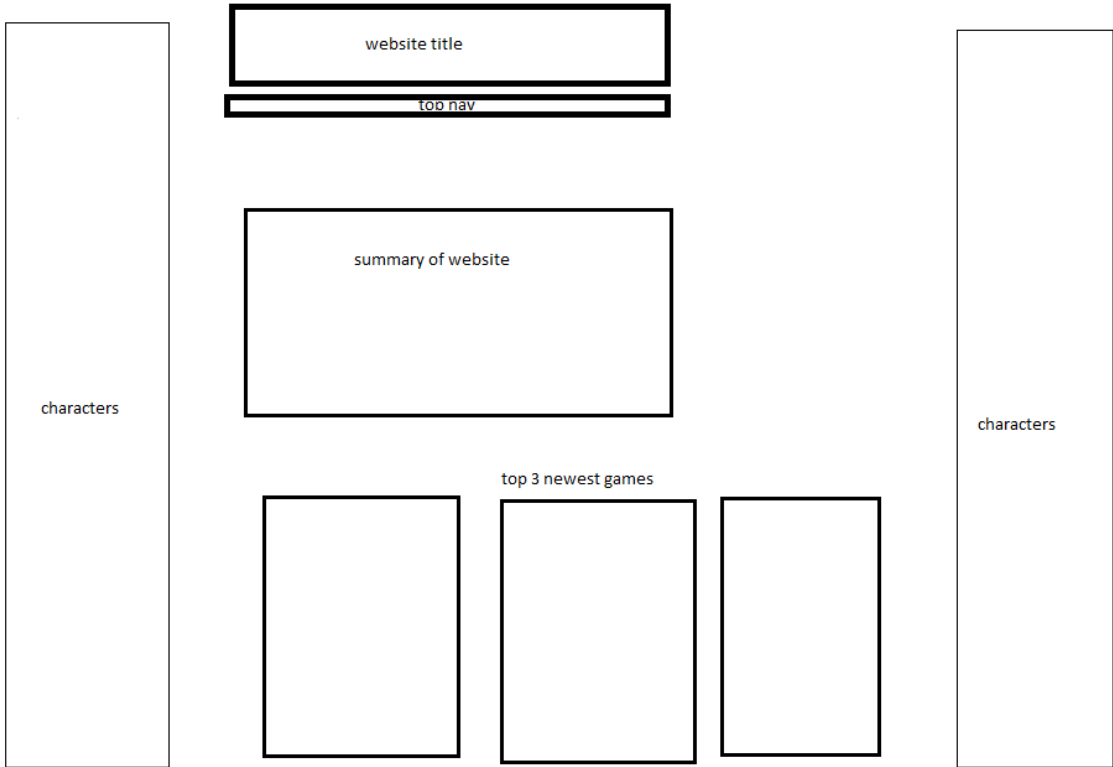 website title
top nav
summary of website
characters
characters
top 3 newest games